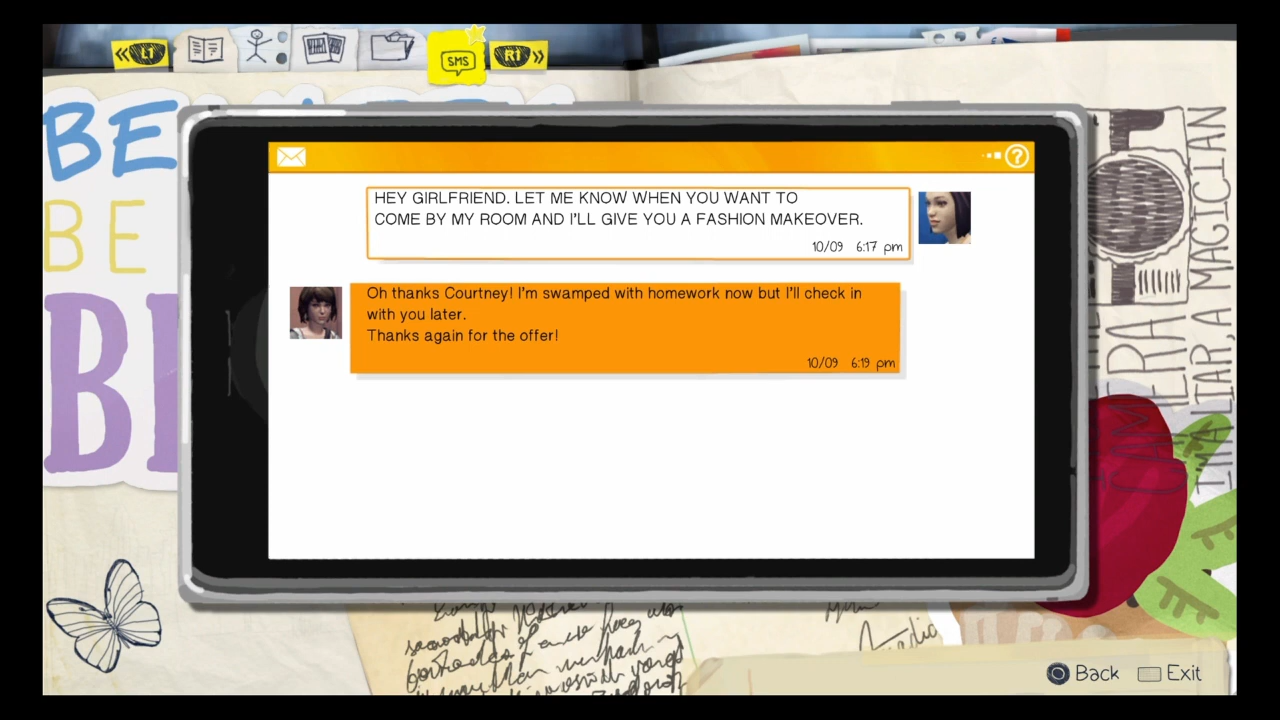 L1
SMS
R1
BE
BE
HEY GIRLFRIEND. LET ME KNOW WHEN YOU WANT TO
COME BY MY ROOM AND I'LL GIVE YOU A FASHION MAKEOVER.
10/09 6:17 pm
Oh thanks Courtney! I'm swamped with homework now but I'll check in
with you later.
Thanks again for the offer!
10/09 6:19 pm
CAMERA
I'M A LIAR, A MAGICIAN
Back
Exit